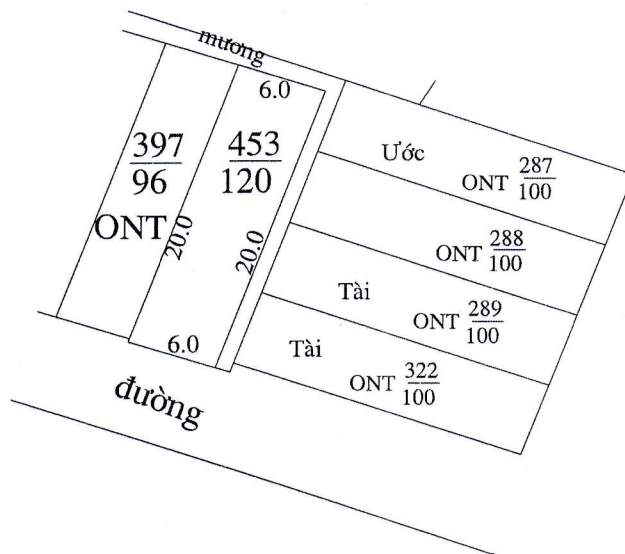 mương
6.0
397
96
ONT
453
120
20.0
20.0
6.0
Ước
ONT 287
100
ONT 288
100
Tài
ONT 289
100
Tài
ONT 322
100
đường